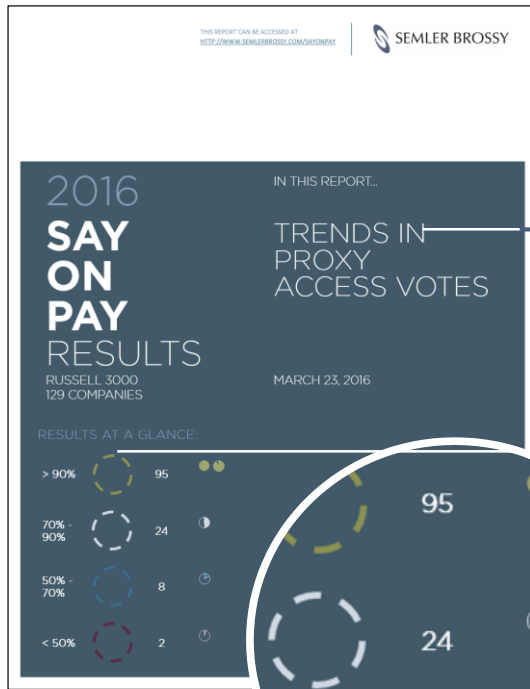 THIS REPORT CAN BE ACCESSED AT
HTTP://WWW.SEMLERBROSSY.COM/SAYONPAY
SEMLER BROSSY
2016
SAY
ON
PAY
RESULTS
RUSSELL 3000
129 COMPANIES
IN THIS REPORT...
TRENDS IN
PROXY
ACCESS VOTES
MARCH 23, 2016
RESULTS AT A GLANCE:
> 90% 95
70% -
90% 24
50% -
70% 8
< 50% 2
95
24